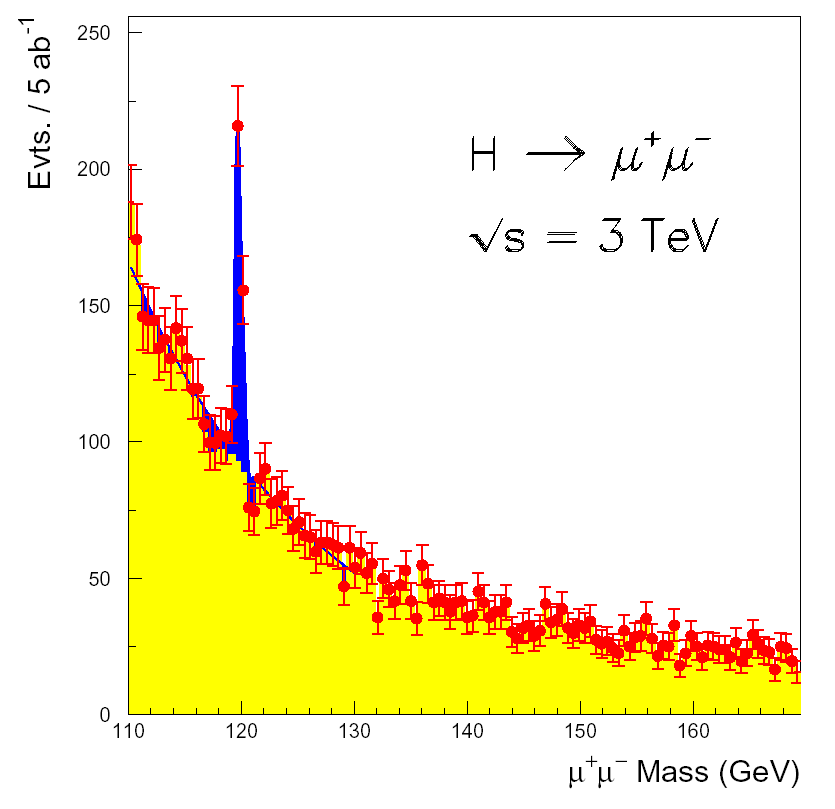 Evts. / 5 ab⁻¹
250
200
150
100
50
0
H → μ⁺μ⁻
√s = 3 TeV
110 120 130 140 150 160
μ⁺μ⁻ Mass (GeV)